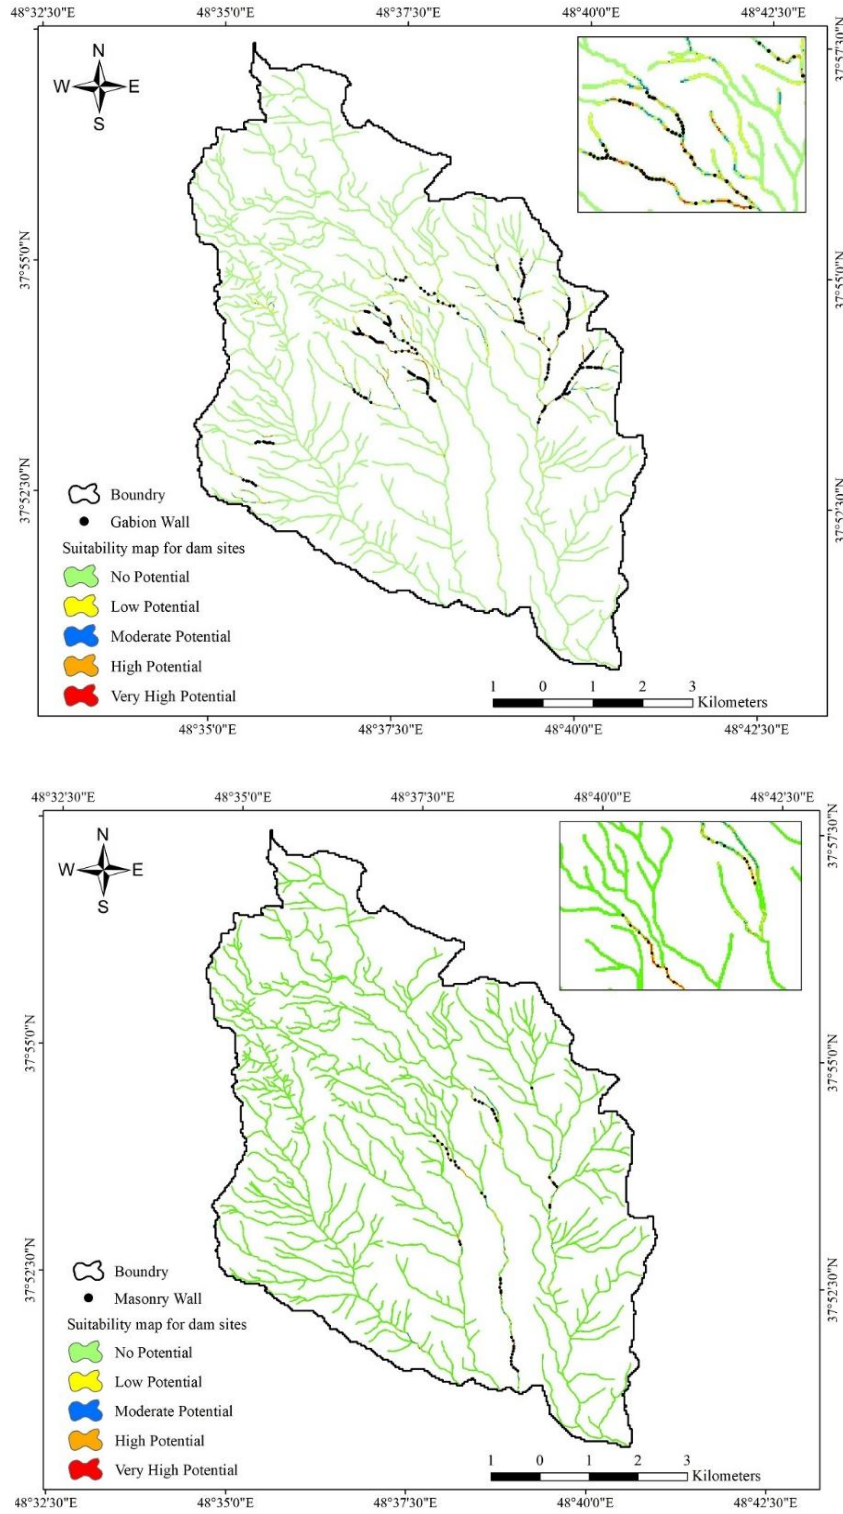 48°32'30"E 48°35'0"E 48°37'30"E 48°40'0"E 48°42'30"E
37°57'30"N
N
W E
S
37°55'0"N 37°55'0"N
37°52'30"N 37°52'30"N
Boundry
Gabion Wall
Suitability map for dam sites
No Potential
Low Potential
Moderate Potential
High Potential
Very High Potential
1 0 1 2 3
Kilometers
48°35'0"E 48°37'30"E 48°40'0"E 48°42'30"E
48°32'30"E 48°35'0"E 48°37'30"E 48°40'0"E 48°42'30"E
37°57'30"N
N
W E
S
37°55'0"N 37°55'0"N
37°52'30"N 37°52'30"N
Boundry
Masonry Wall
Suitability map for dam sites
No Potential
Low Potential
Moderate Potential
High Potential
Very High Potential
1 0 1 2 3
Kilometers
48°32'30"E 48°35'0"E 48°37'30"E 48°40'0"E 48°42'30"E